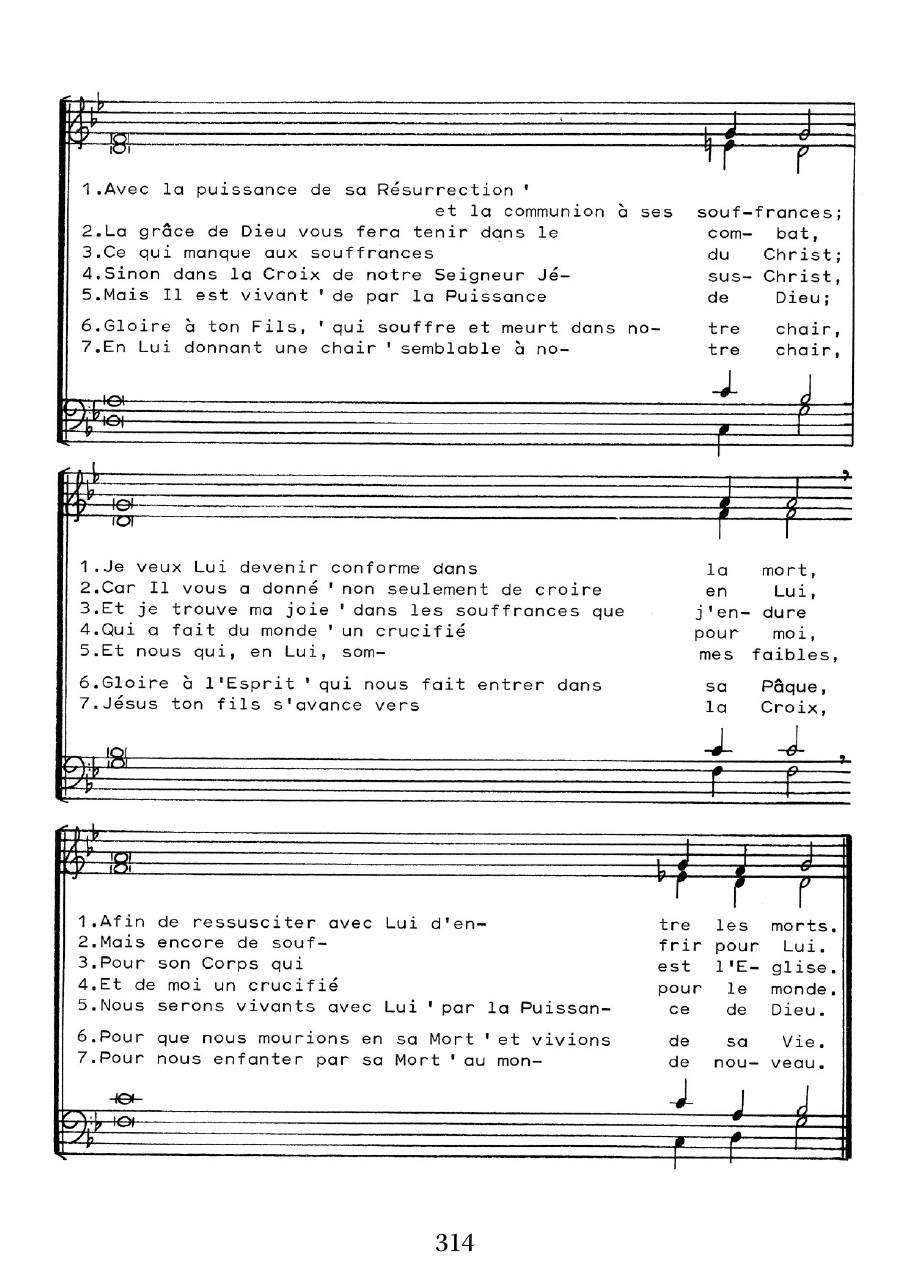 1.Avec la puissance de sa Résurrection '
et la communion à ses souf-frances;
2.La grâce de Dieu vous fera tenir dans le com- bat,
3.Ce qui manque aux souffrances du Christ;
4.Sinon dans la Croix de notre Seigneur Jé- sus- Christ,
5.Mais Il est vivant ' de par la Puissance de Dieu;
6.Gloire à ton Fils, ' qui souffre et meurt dans no- tre chair,
7.En Lui donnant une chair ' semblable à no- tre chair,
1.Je veux Lui devenir conforme dans la mort,
2.Car Il vous a donné ' non seulement de croire en Lui,
3.Et je trouve ma joie ' dans les souffrances que j'en- dure
4.Qui a fait du monde ' un crucifié pour moi,
5.Et nous qui, en Lui, som- mes faibles,
6.Gloire à l'Esprit ' qui nous fait entrer dans sa Pâque,
7.Jésus ton fils s'avance vers la Croix,
1.Afin de ressusciter avec Lui d'en- tre les morts.
2.Mais encore de souf- frir pour Lui.
3.Pour son Corps qui est l'E- glise.
4.Et de moi un crucifié pour le monde.
5.Nous serons vivants avec Lui ' par la Puissan- ce de Dieu.
6.Pour que nous mourions en sa Mort ' et vivions de sa Vie.
7.Pour nous enfanter par sa Mort ' au mon- de nou- veau.
314